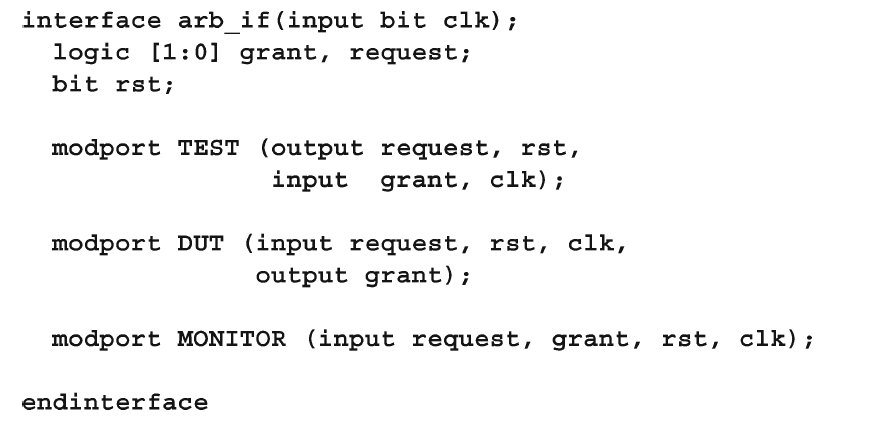 interface arb_if(input bit clk);
  logic [1:0] grant, request;
  bit rst;

  modport TEST (output request, rst,
                input  grant, clk);

  modport DUT (input request, rst, clk,
               output grant);

  modport MONITOR (input request, grant, rst, clk);

endinterface